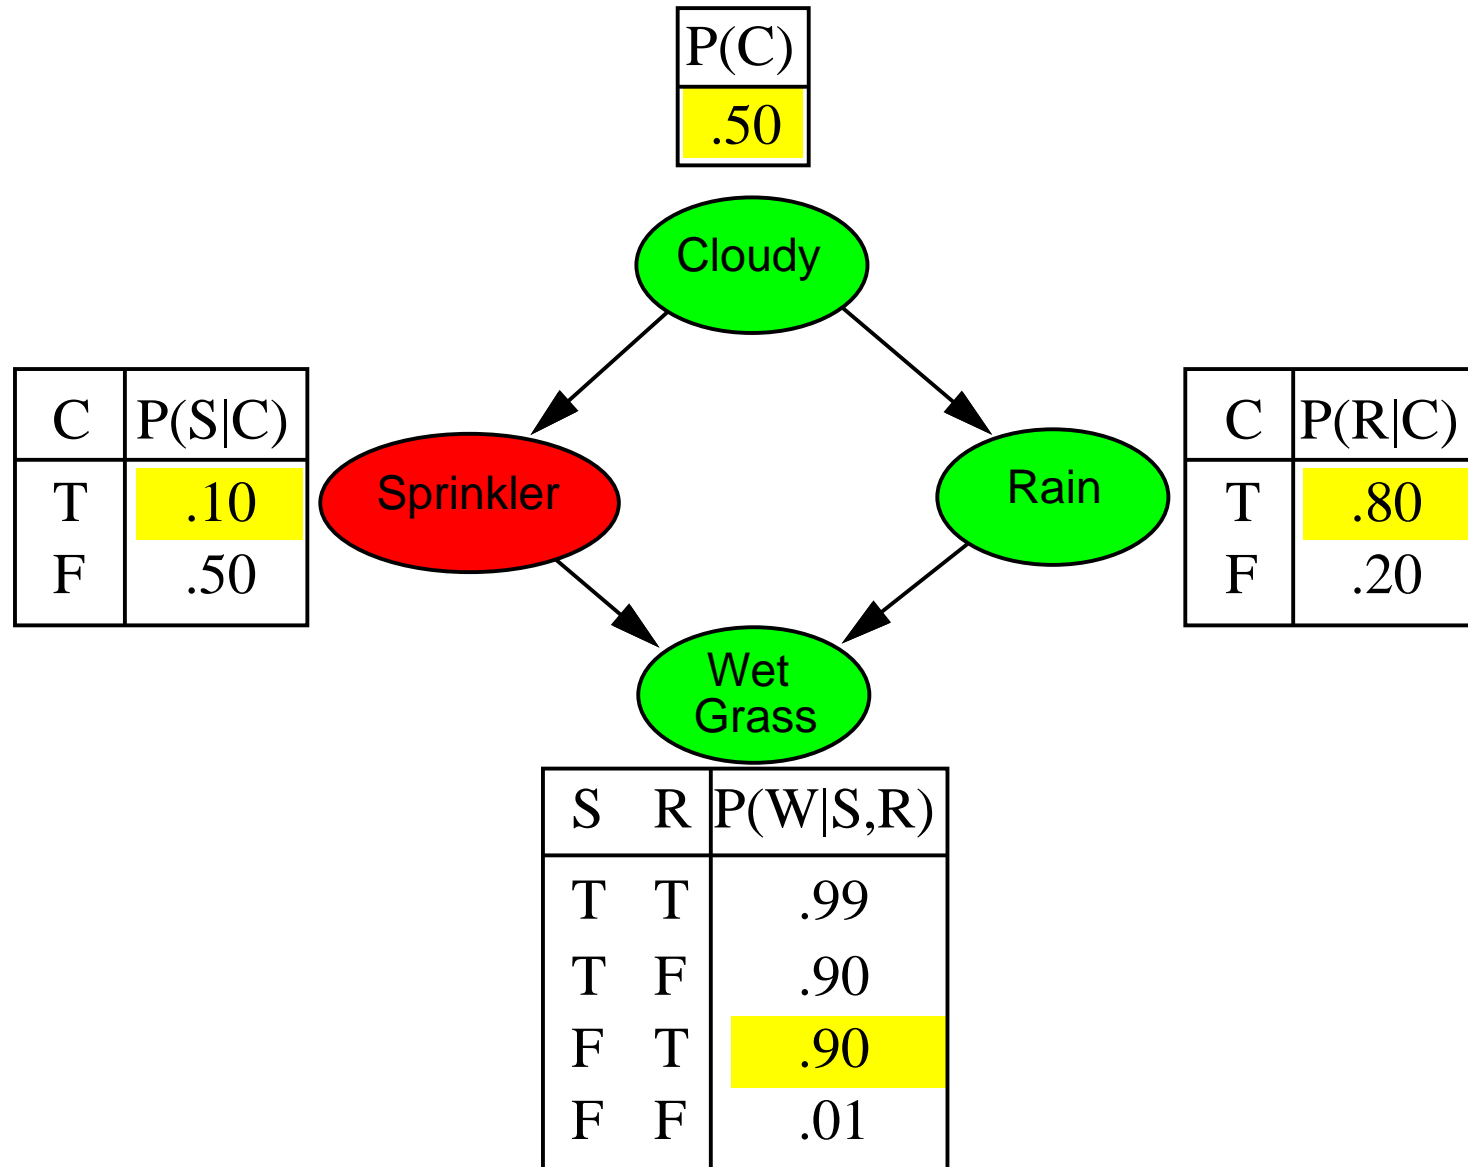 P(C)
.50
Cloudy
C P(S|C)
T .10
F .50
Sprinkler
Rain
C P(R|C)
T .80
F .20
Wet
Grass
S R P(W|S,R)
T T .99
T F .90
F T .90
F F .01